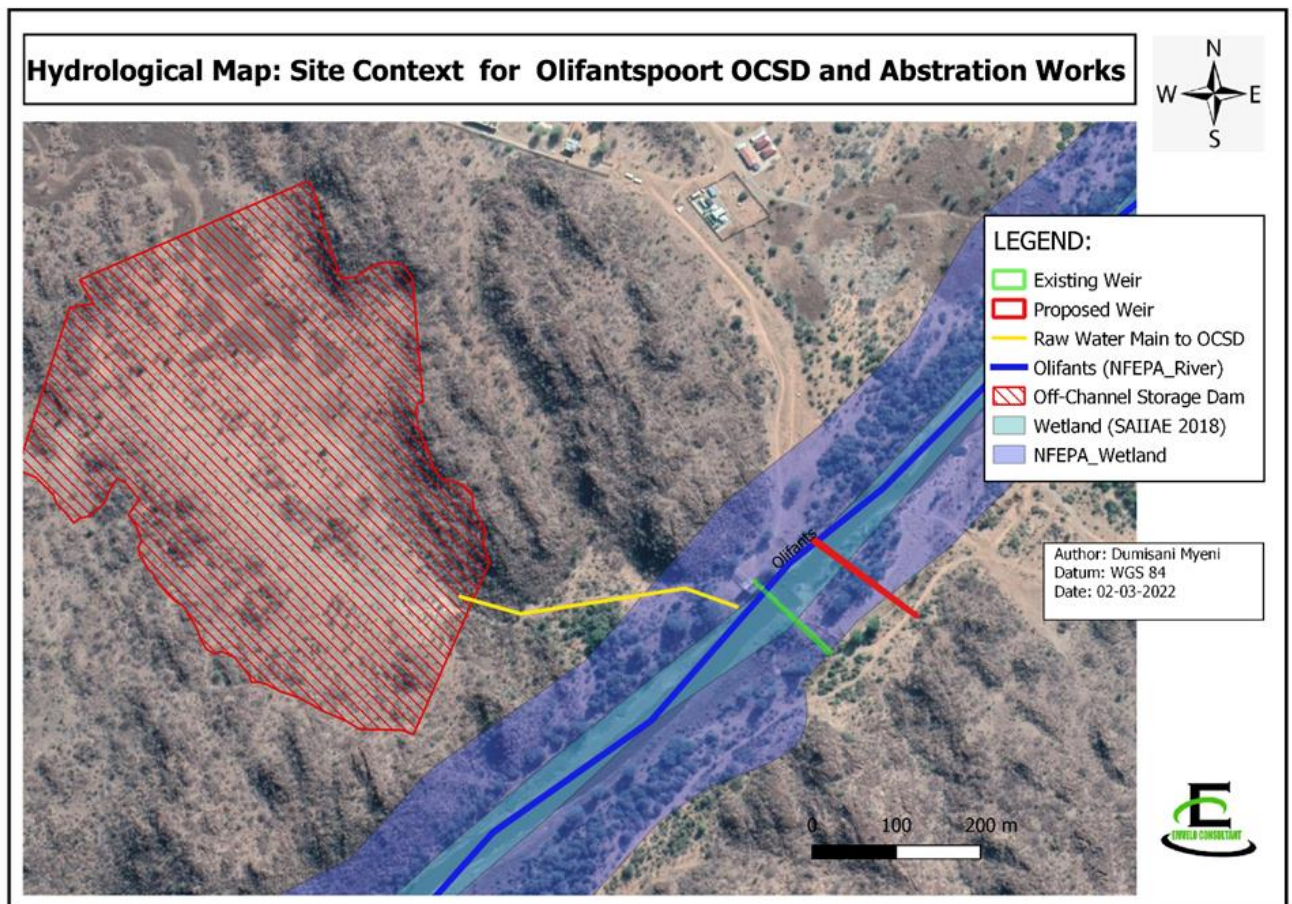 Hydrological Map: Site Context for Olifantspoort OCSD and Abstration Works
N
W E
S
LEGEND:
Existing Weir
Proposed Weir
Raw Water Main to OCSD
Olifants (NFEPA_River)
Off-Channel Storage Dam
Wetland (SAIIAE 2018)
NFEPA_Wetland
Olifants
Author: Dumisani Myeni
Datum: WGS 84
Date: 02-03-2022
0 100 200 m
E
EMVELO CONSULTANT